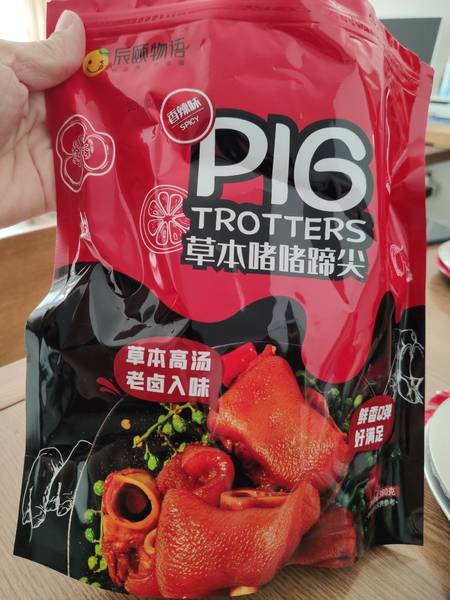 辰颐物语
香辣味
SPICY
PIG
TROTTERS
草本啫啫蹄尖
草本高汤
老卤入味
鲜香Q弹
好满足